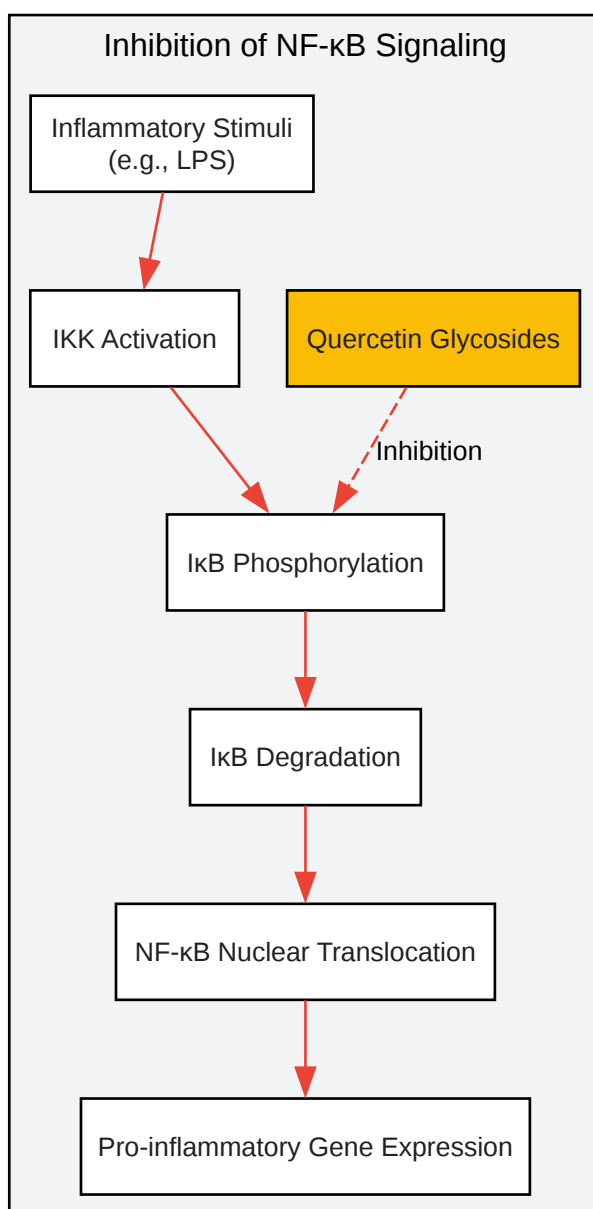 Inhibition of NF-κB Signaling
Inflammatory Stimuli
(e.g., LPS)
IKK Activation
Quercetin Glycosides
Inhibition
IκB Phosphorylation
IκB Degradation
NF-κB Nuclear Translocation
Pro-inflammatory Gene Expression